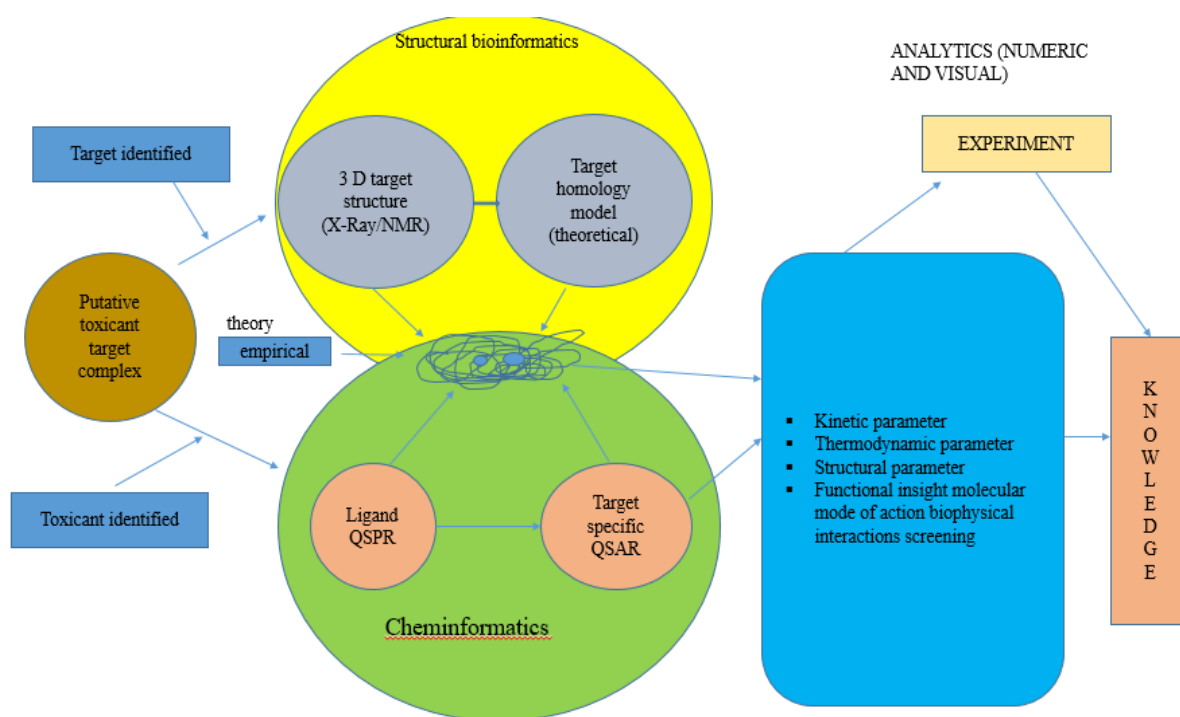 Structural bioinformatics
ANALYTICS (NUMERIC
AND VISUAL)
Target identified
EXPERIMENT
3 D target
structure
(X-Ray/NMR)
Target
homology
model
(theoretical)
Putative
toxicant
target
complex
theory
empirical
Toxicant identified
Ligand
QSPR
Target
specific
QSAR
Cheminformatics
▪ Kinetic parameter
▪ Thermodynamic parameter
▪ Structural parameter
▪ Functional insight molecular
mode of action biophysical
interactions screening
K
N
O
W
L
E
D
G
E